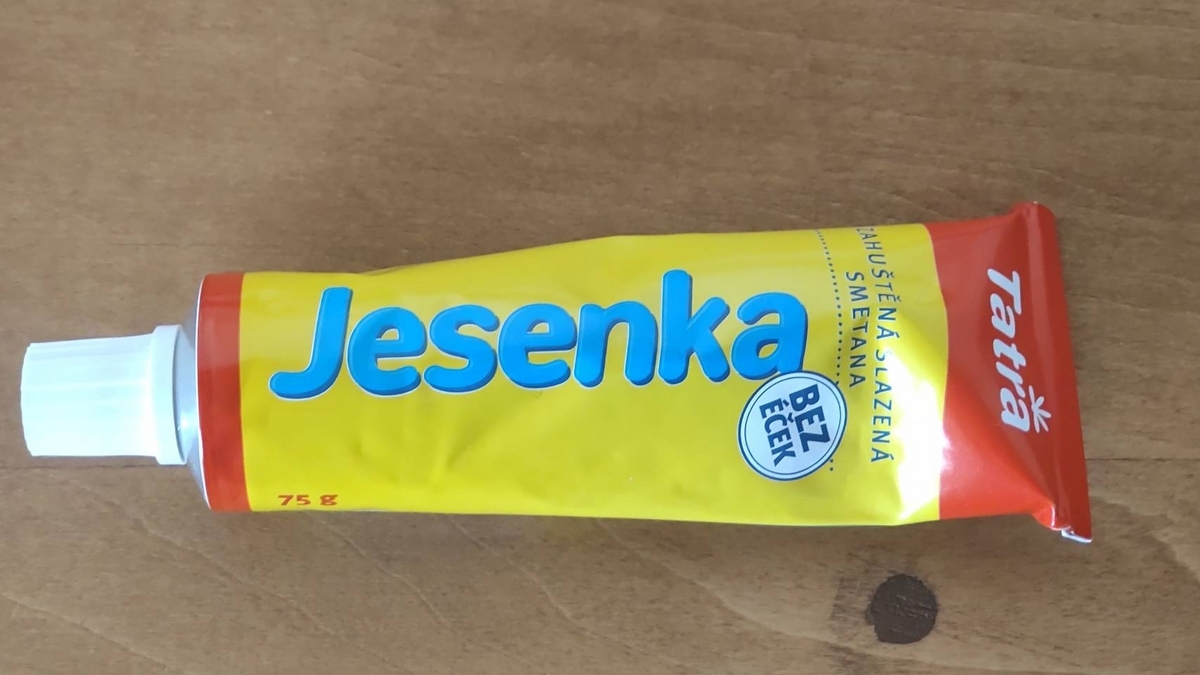 Jesenka
75 g
BEZ
ÉČEK
ZAHUŠTĚNÁ SLAZENÁ
SMETANA
Tatra